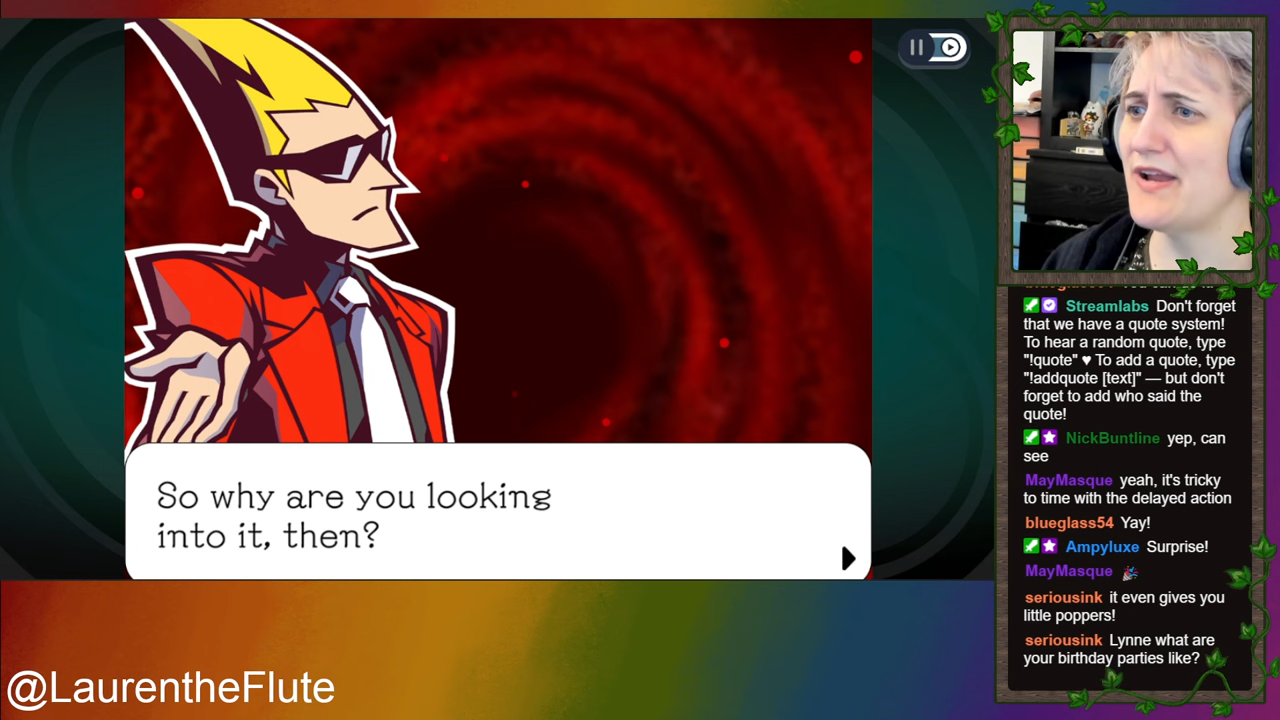 So why are you looking
into it, then?
Streamlabs Don't forget
that we have a quote system!
To hear a random quote, type
"!quote" ♥ To add a quote, type
"!addquote [text]" — but don't
forget to add who said the
quote!
NickBuntline yep, can
see
MayMasque yeah, it's tricky
to time with the delayed action
blueglass54 Yay!
Ampyluxe Surprise!
MayMasque 🎉
seriousink it even gives you
little poppers!
seriousink Lynne what are
your birthday parties like?
@LaurentheFlute